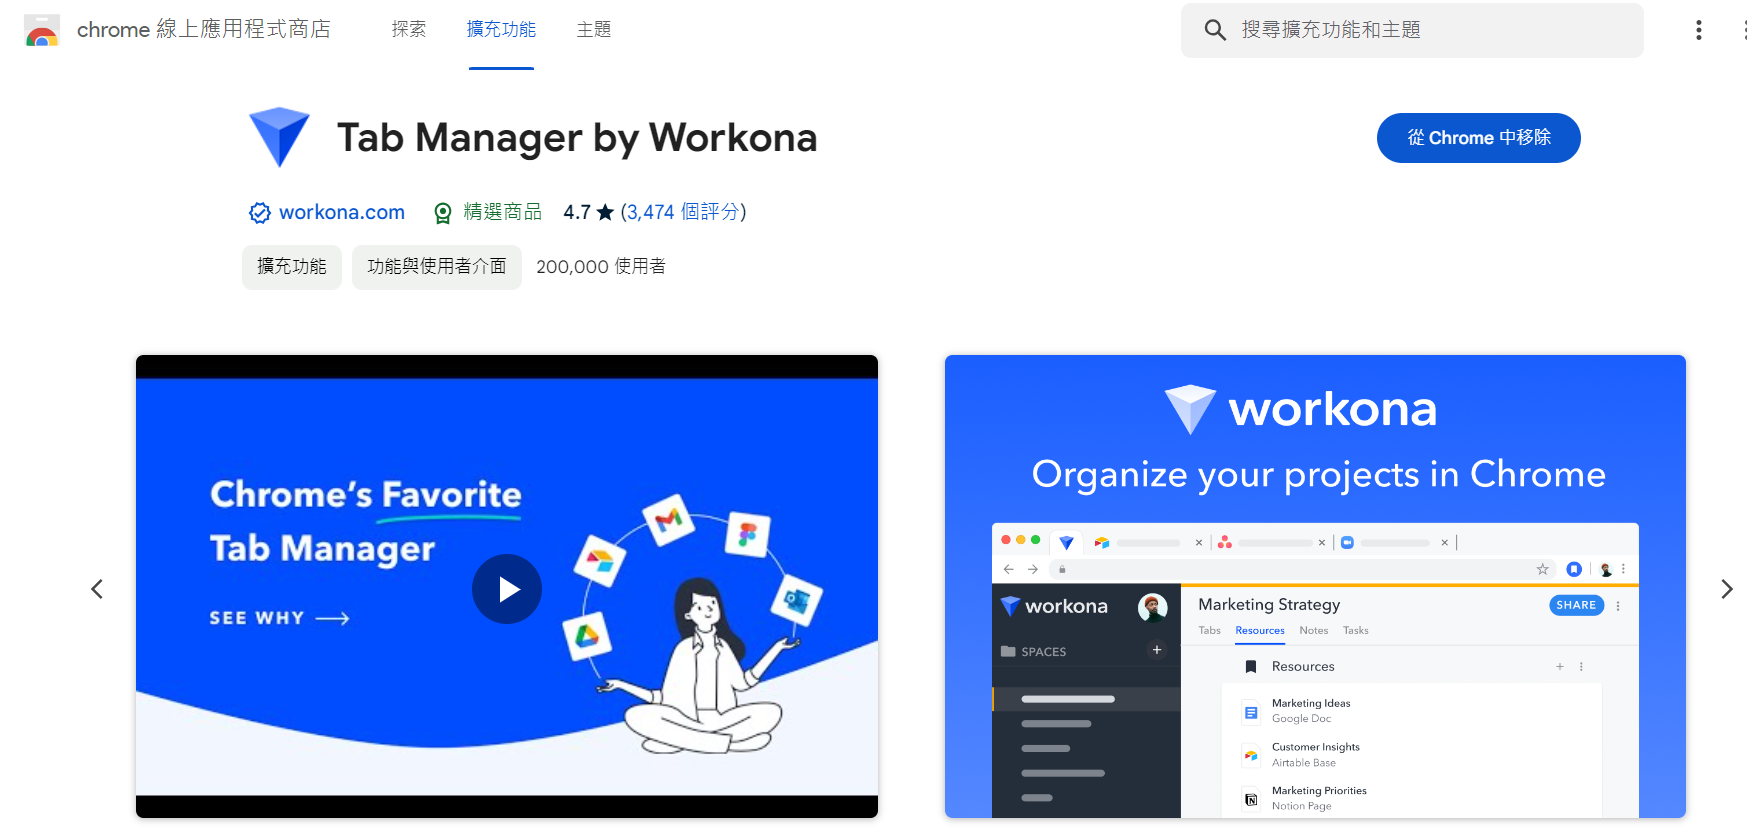 chrome 線上應用程式商店
探索
擴充功能
主題
搜尋擴充功能和主題
Tab Manager by Workona
從 Chrome 中移除
workona.com
精選商品
4.7 ★ (3,474 個評分)
擴充功能
功能與使用者介面
200,000 使用者
Chrome's Favorite
Tab Manager
SEE WHY
workona
Organize your projects in Chrome
workona
Marketing Strategy
SHARE
Tabs
Resources
Notes
Tasks
SPACES
Resources
Marketing Ideas
Google Doc
Customer Insights
Airtable Base
Marketing Priorities
Notion Page